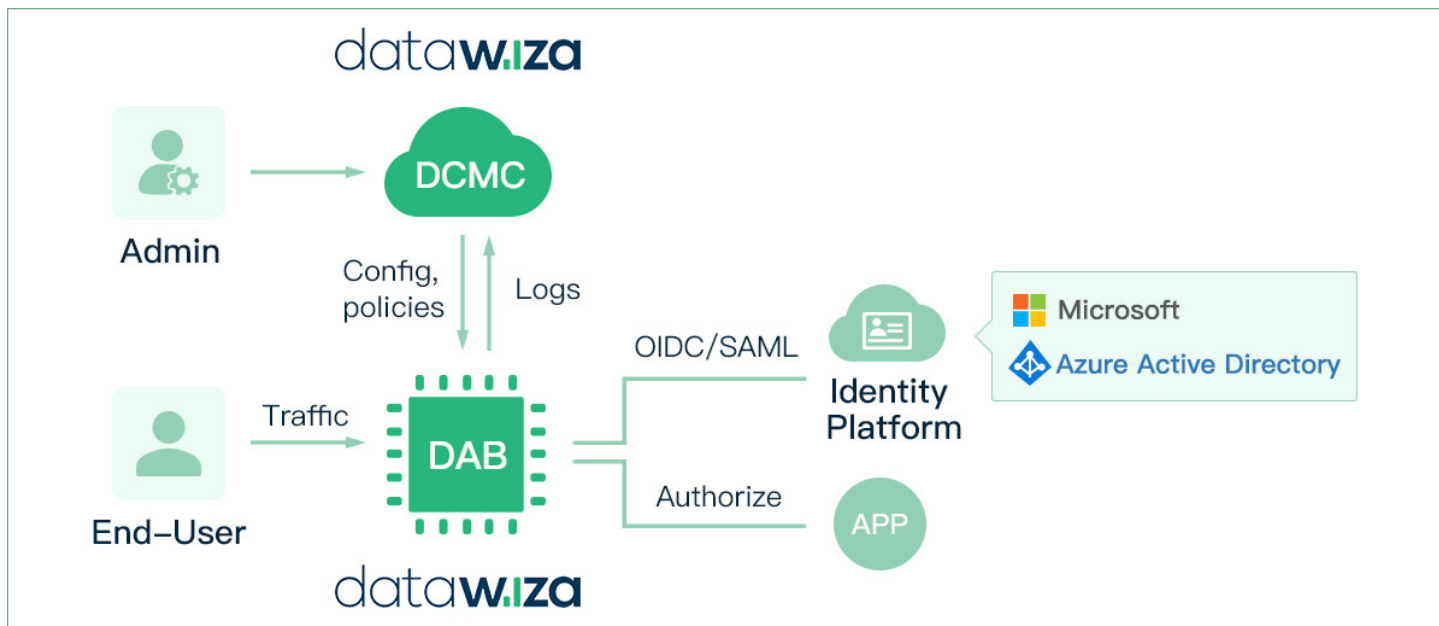 datawiza
DCMC
Admin
Config,
policies
Logs
Microsoft
OIDC/SAML
Azure Active Directory
Identity
Platform
Traffic
DAB
Authorize
APP
End-User
datawiza